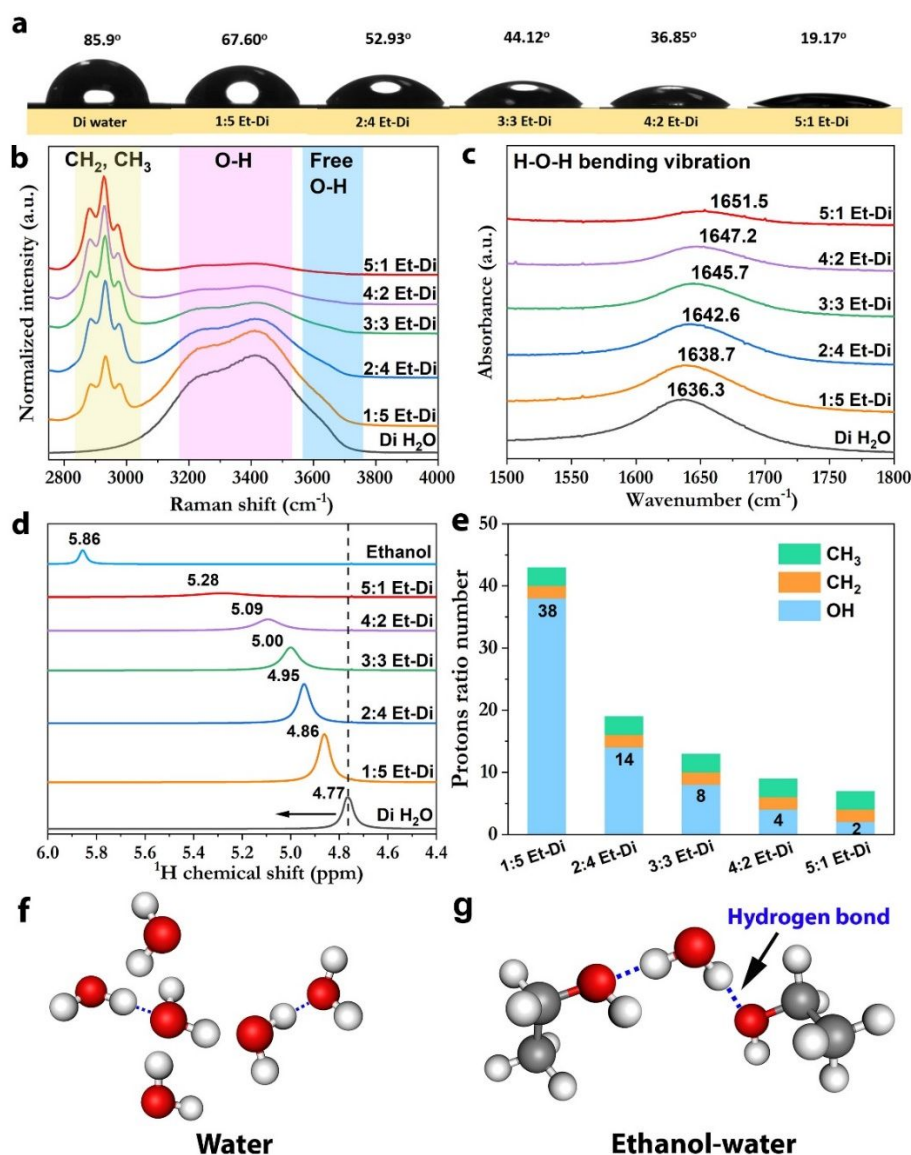 a
85.9º 67.60º 52.93º 44.12º 36.85º 19.17º
Di water 1:5 Et-Di 2:4 Et-Di 3:3 Et-Di 4:2 Et-Di 5:1 Et-Di
b
CH₂, CH₃ O-H Free
O-H
5:1 Et-Di
4:2 Et-Di
3:3 Et-Di
2:4 Et-Di
1:5 Et-Di
Di H₂O
Normalized intensity (a.u.)
2800 3000 3200 3400 3600 3800 4000
Raman shift (cm⁻¹)
c
H-O-H bending vibration
1651.5
5:1 Et-Di
1647.2
4:2 Et-Di
1645.7
3:3 Et-Di
1642.6
2:4 Et-Di
1638.7
1:5 Et-Di
1636.3
Di H₂O
Absorbance (a.u.)
1500 1600 1650 1700 1750 1800
Wavenumber (cm⁻¹)
d
5.86 Ethanol
5.28 5:1 Et-Di
5.09 4:2 Et-Di
5.00 3:3 Et-Di
4.95 2:4 Et-Di
4.86 1:5 Et-Di
4.77 Di H₂O
6.0 5.8 5.6 5.4 5.2 5.0 4.8 4.6 4.4
¹H chemical shift (ppm)
e
50
40
30
20
10
0
Protons ratio number
CH₃
CH₂
OH
38 14 8 4 2
1:5 Et-Di 2:4 Et-Di 3:3 Et-Di 4:2 Et-Di 5:1 Et-Di
f
Water
g
Hydrogen bond
Ethanol-water